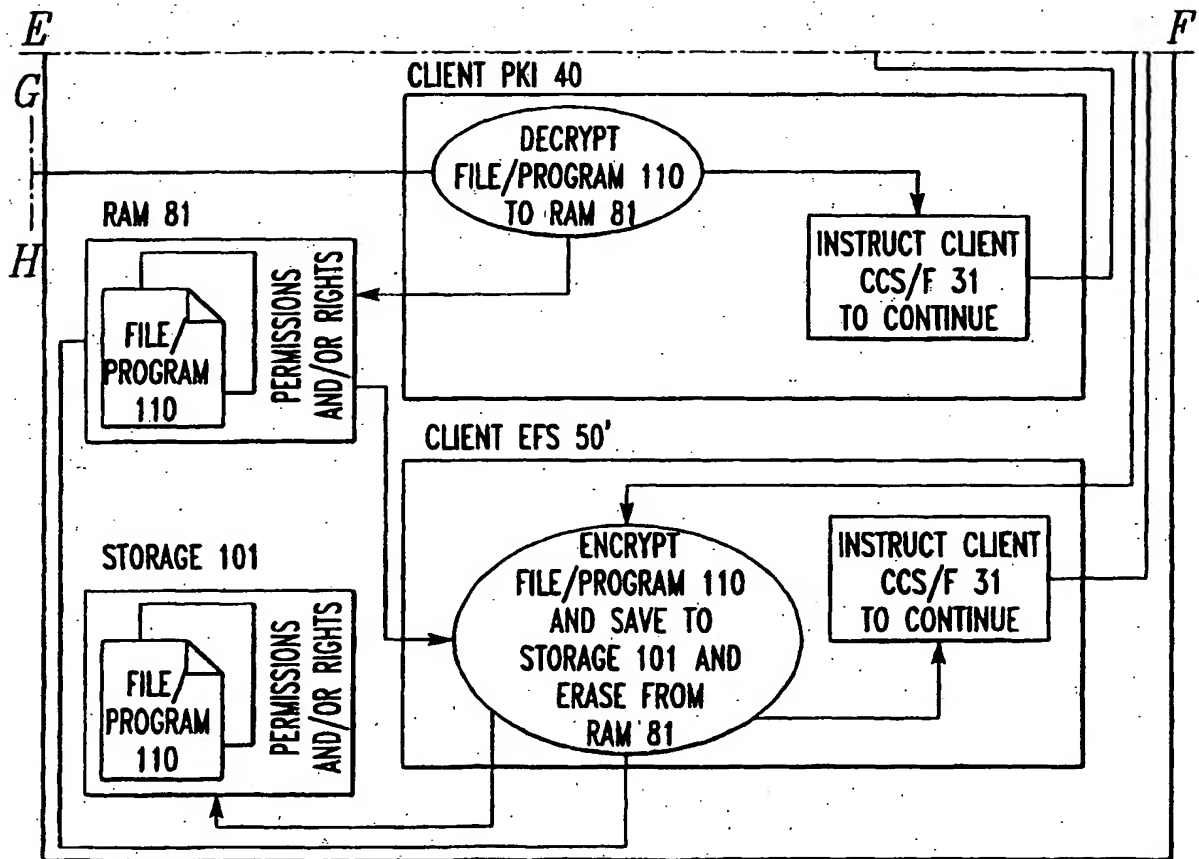 E
F
G
H
CLIENT PKI 40
DECRYPT
FILE/PROGRAM 110
TO RAM 81
INSTRUCT CLIENT
CCS/F 31
TO CONTINUE
RAM 81
FILE/
PROGRAM
110
PERMISSIONS
AND/OR RIGHTS
CLIENT EFS 50'
ENCRYPT
FILE/PROGRAM 110
AND SAVE TO
STORAGE 101 AND
ERASE FROM
RAM 81
INSTRUCT CLIENT
CCS/F 31
TO CONTINUE
STORAGE 101
FILE/
PROGRAM
110
PERMISSIONS
AND/OR RIGHTS